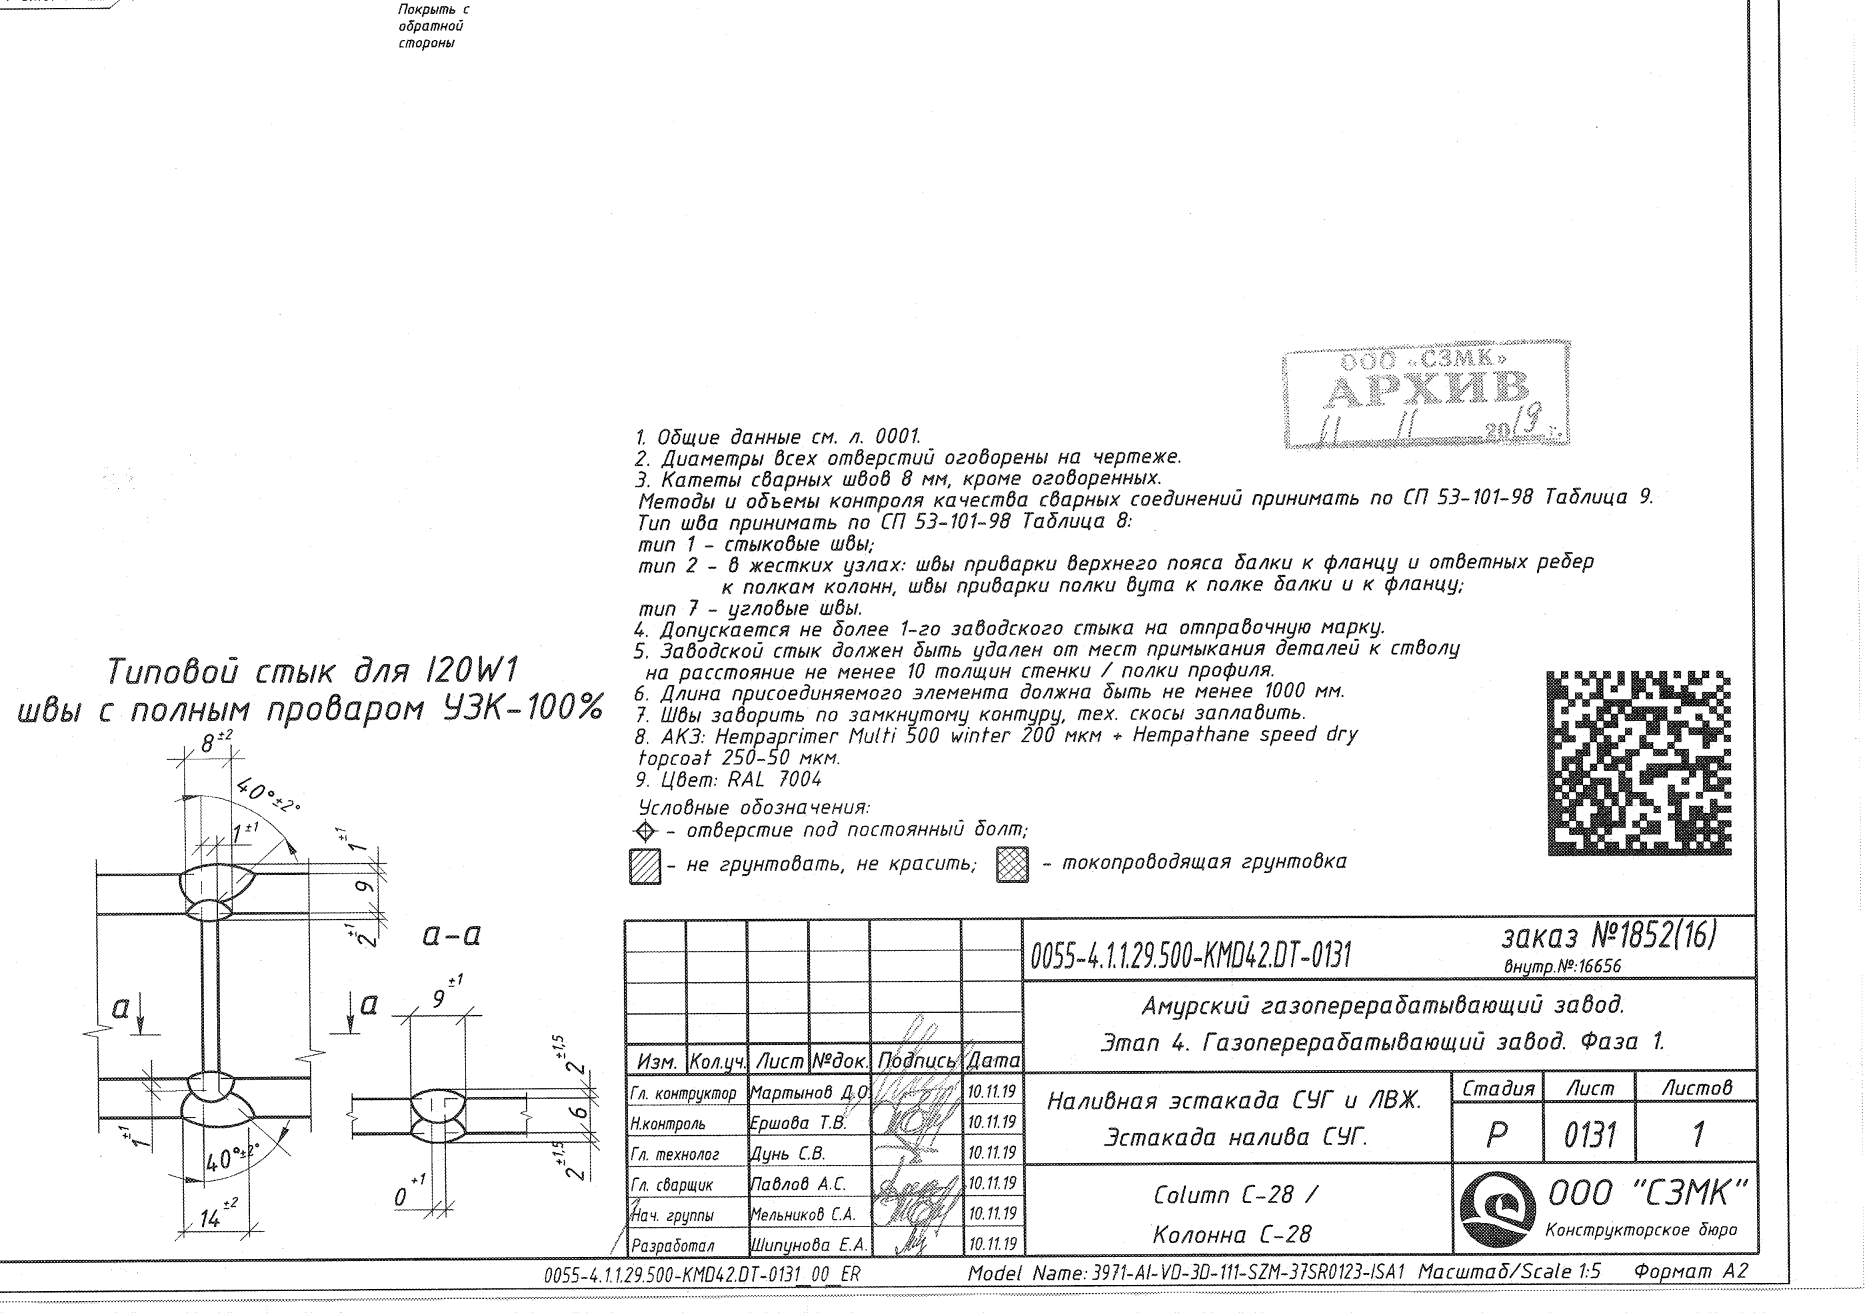 Покрыть с
обратной
стороны
ООО «СЗМК»
АРХИВ
11 11 2019 г.
1. Общие данные см. л. 0001.
2. Диаметры всех отверстий оговорены на чертеже.
3. Катеты сварных швов 8 мм, кроме оговоренных.
Методы и объемы контроля качества сварных соединений принимать по СП 53-101-98 Таблица 9.
Тип шва принимать по СП 53-101-98 Таблица 8:
тип 1 - стыковые швы;
тип 2 - в жестких узлах: швы приварки верхнего пояса балки к фланцу и ответных ребер
к полкам колонн, швы приварки полки вута к полке балки и к фланцу;
тип 7 - угловые швы.
4. Допускается не более 1-го заводского стыка на отправочную марку.
5. Заводской стык должен быть удален от мест примыкания деталей к стволу
на расстояние не менее 10 толщин стенки / полки профиля.
6. Длина присоединяемого элемента должна быть не менее 1000 мм.
7. Швы заворить по замкнутому контуру, тех. скосы заплавить.
8. АКЗ: Hempaprimer Multi 500 winter 200 мкм + Hempathane speed dry
topcoat 250-50 мкм.
9. Цвет: RAL 7004
Условные обозначения:
- отверстие под постоянный болт;
- не грунтовать, не красить; - токопроводящая грунтовка
Типовой стык для I20W1
швы с полным проваром УЗК-100%
8±2
40°±2°
1±1
1±1
9
2±1
а-а
а а
9±1
2±1,5
6
2±1,5
0+1
1±1
40°±2°
14±2
0055-4.1.1.29.500-KMD42.DT-0131
заказ №1852(16)
внутр.№:16656
Амурский газоперерабатывающий завод.
Этап 4. Газоперерабатывающий завод. Фаза 1.
Изм. Кол.уч. Лист №док. Подпись Дата
Гл. контруктор Мартынов Д.О. 10.11.19
Н.контроль Ершова Т.В. 10.11.19
Гл. технолог Дунь С.В. 10.11.19
Гл. сварщик Павлов А.С. 10.11.19
Нач. группы Мельников С.А. 10.11.19
Разработал Шипунова Е.А. 10.11.19
Наливная эстакада СУГ и ЛВЖ.
Эстакада налива СУГ.
Стадия Лист Листов
Р 0131 1
Column C-28 /
Колонна С-28
ООО "СЗМК"
Конструкторское бюро
0055-4.1.1.29.500-KMD42.DT-0131_00_ER
Model Name: 3971-AI-VD-3D-111-SZM-37SR0123-ISA1 Масштаб/Scale 1:5 Формат А2